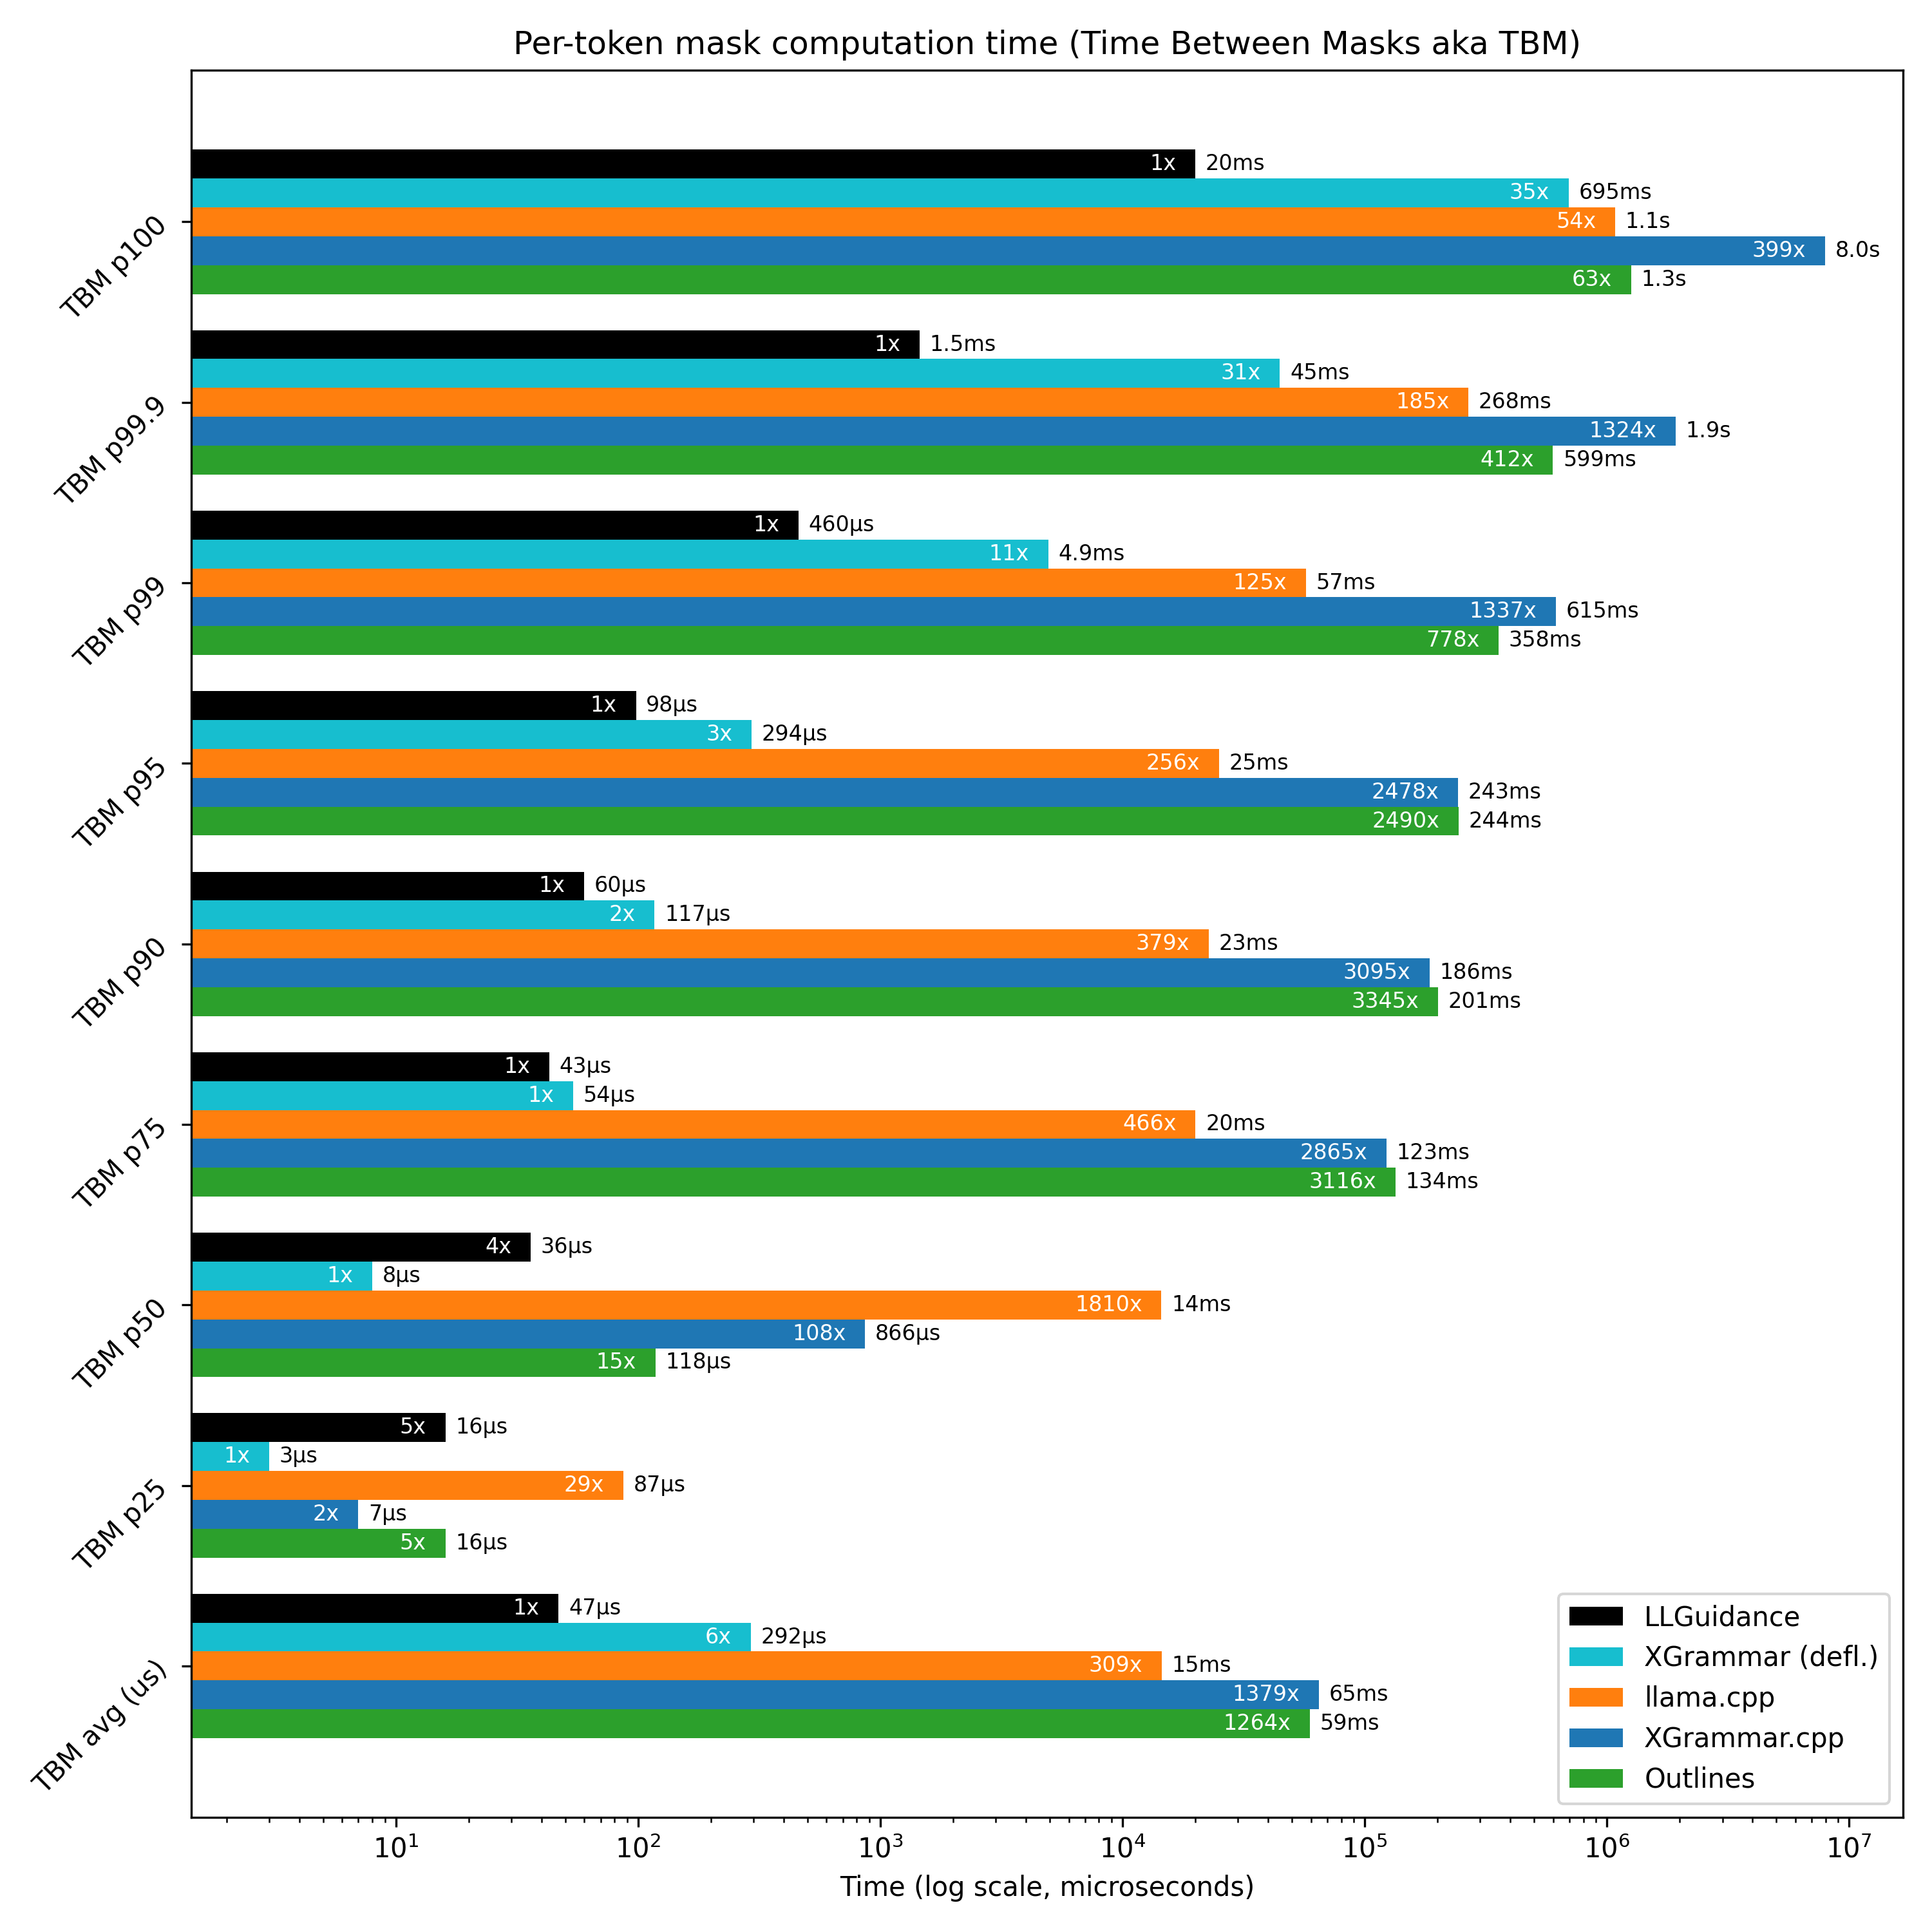 Per-token mask computation time (Time Between Masks aka TBM)
TBM p100
1x 20ms
35x 695ms
54x 1.1s
399x 8.0s
63x 1.3s
TBM p99.9
1x 1.5ms
31x 45ms
185x 268ms
1324x 1.9s
412x 599ms
TBM p99
1x 460µs
11x 4.9ms
125x 57ms
1337x 615ms
778x 358ms
TBM p95
1x 98µs
3x 294µs
256x 25ms
2478x 243ms
2490x 244ms
TBM p90
1x 60µs
2x 117µs
379x 23ms
3095x 186ms
3345x 201ms
TBM p75
1x 43µs
1x 54µs
466x 20ms
2865x 123ms
3116x 134ms
TBM p50
4x 36µs
1x 8µs
1810x 14ms
108x 866µs
15x 118µs
TBM p25
5x 16µs
1x 3µs
29x 87µs
2x 7µs
5x 16µs
TBM avg (us)
1x 47µs
6x 292µs
309x 15ms
1379x 65ms
1264x 59ms
LLGuidance
XGrammar (defl.)
llama.cpp
XGrammar.cpp
Outlines
10¹ 10² 10³ 10⁴ 10⁵ 10⁶ 10⁷
Time (log scale, microseconds)